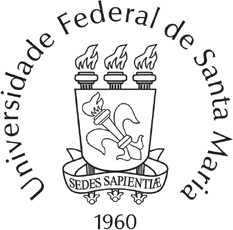 Universidade Federal de Santa Maria
SEDES SAPIENTIÆ
1960